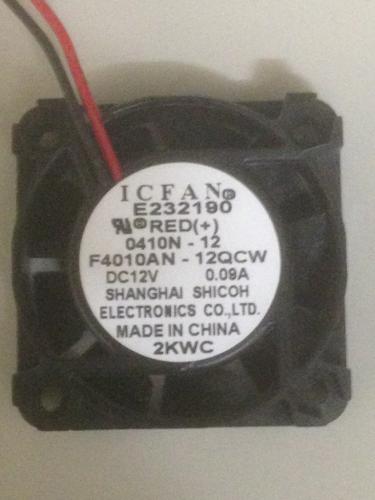 ICFAN®
E232190
RED(+)
0410N - 12
F4010AN - 12QCW
DC12V 0.09A
SHANGHAI SHICOH
ELECTRONICS CO.,LTD.
MADE IN CHINA
2KWC